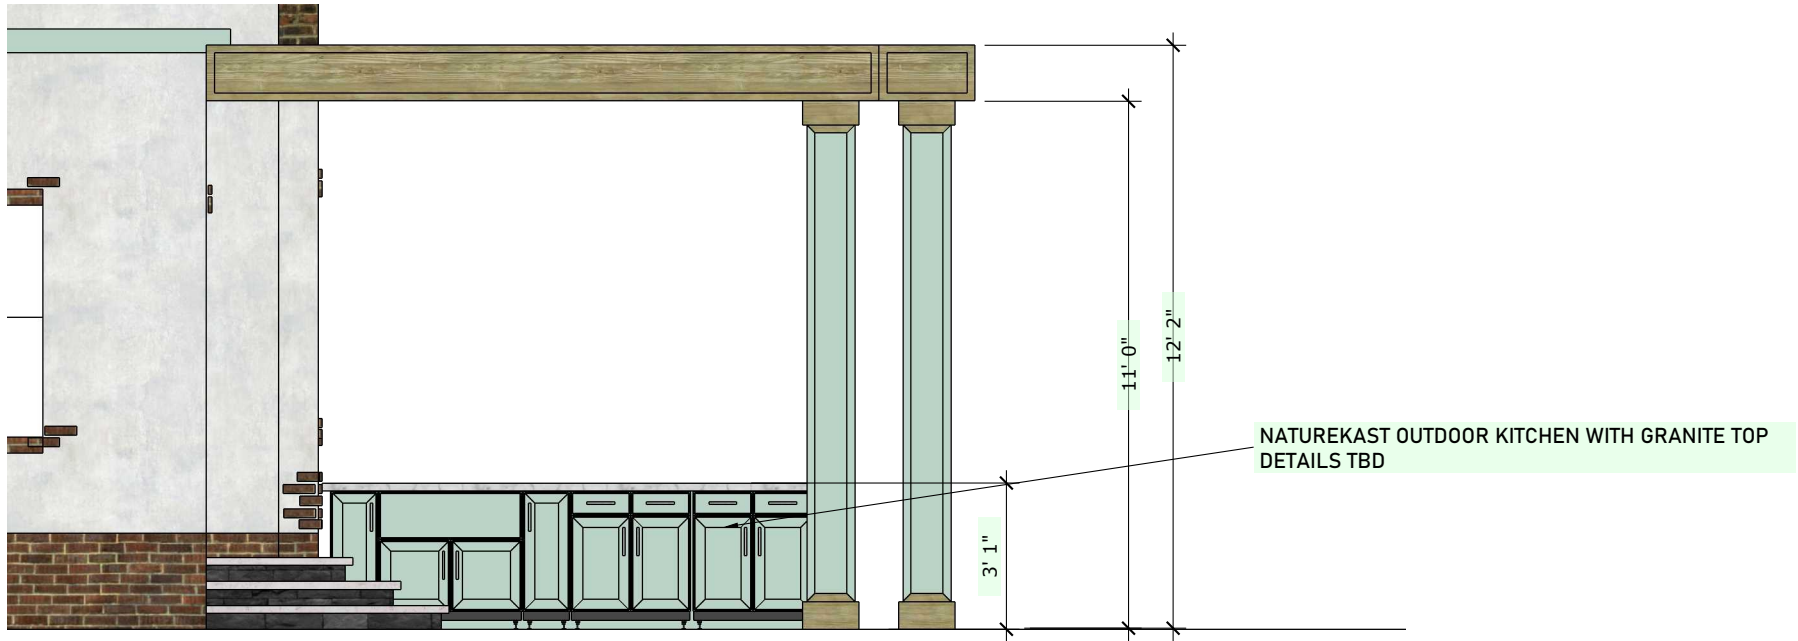 12' 2"
11' 0"
NATUREKAST OUTDOOR KITCHEN WITH GRANITE TOP
DETAILS TBD
3' 1"